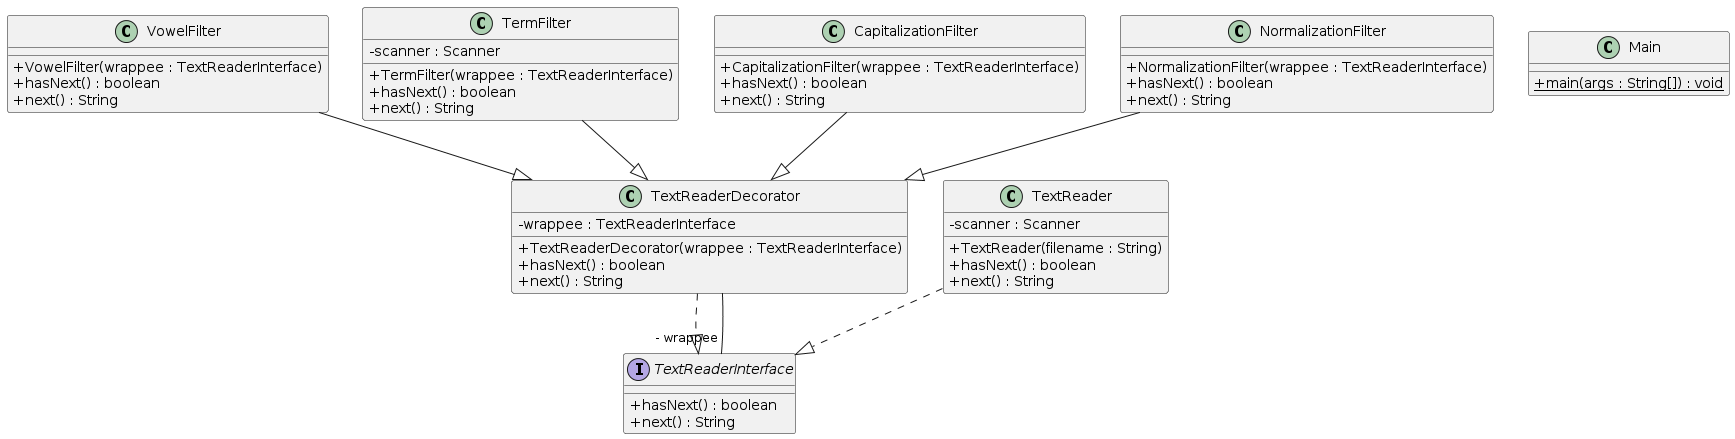 C VowelFilter
+VowelFilter(wrappee : TextReaderInterface)
+hasNext() : boolean
+next() : String
C TermFilter
-scanner : Scanner
+TermFilter(wrappee : TextReaderInterface)
+hasNext() : boolean
+next() : String
C CapitalizationFilter
+CapitalizationFilter(wrappee : TextReaderInterface)
+hasNext() : boolean
+next() : String
C NormalizationFilter
+NormalizationFilter(wrappee : TextReaderInterface)
+hasNext() : boolean
+next() : String
C Main
+main(args : String[]) : void
C TextReaderDecorator
-wrappee : TextReaderInterface
+TextReaderDecorator(wrappee : TextReaderInterface)
+hasNext() : boolean
+next() : String
C TextReader
-scanner : Scanner
+TextReader(filename : String)
+hasNext() : boolean
+next() : String
- wrappee
I TextReaderInterface
+hasNext() : boolean
+next() : String